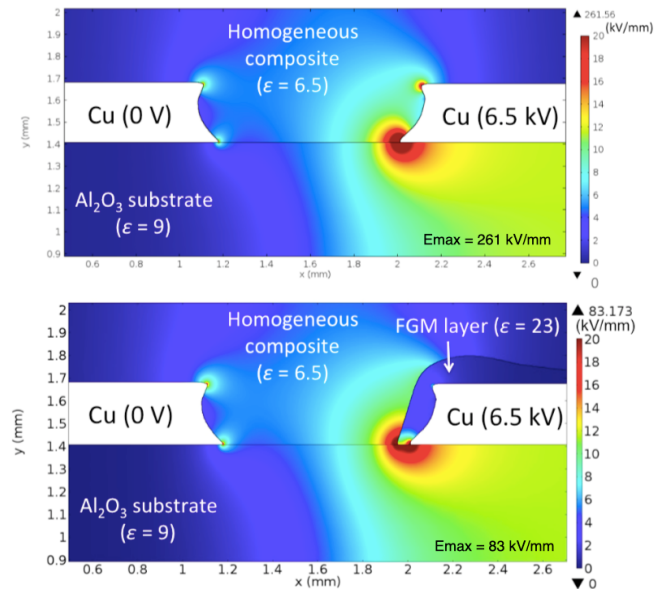 ▲ 261.56
(kV/mm)
2
1.9
1.8
1.7
1.6
1.5
1.4
1.3
1.2
1.1
1
0.9
y (mm)
Homogeneous
composite
(ε = 6.5)
Cu (0 V)
Cu (6.5 kV)
Al₂O₃ substrate
(ε = 9)
Emax = 261 kV/mm
20
18
16
14
12
10
8
6
4
2
0
▼ 0
0.6 0.8 1 1.2 1.4 1.6 1.8 2 2.2 2.4 2.6
x (mm)
▲ 83.173
(kV/mm)
2
1.9
1.8
1.7
1.6
1.5
1.4
1.3
1.2
1.1
1
0.9
y (mm)
Homogeneous
composite
(ε = 6.5)
FGM layer (ε = 23)
Cu (0 V)
Cu (6.5 kV)
Al₂O₃ substrate
(ε = 9)
Emax = 83 kV/mm
20
18
16
14
12
10
8
6
4
2
0
▼ 0
0.6 0.8 1 1.2 1.4 1.6 1.8 2 2.2 2.4 2.6
x (mm)